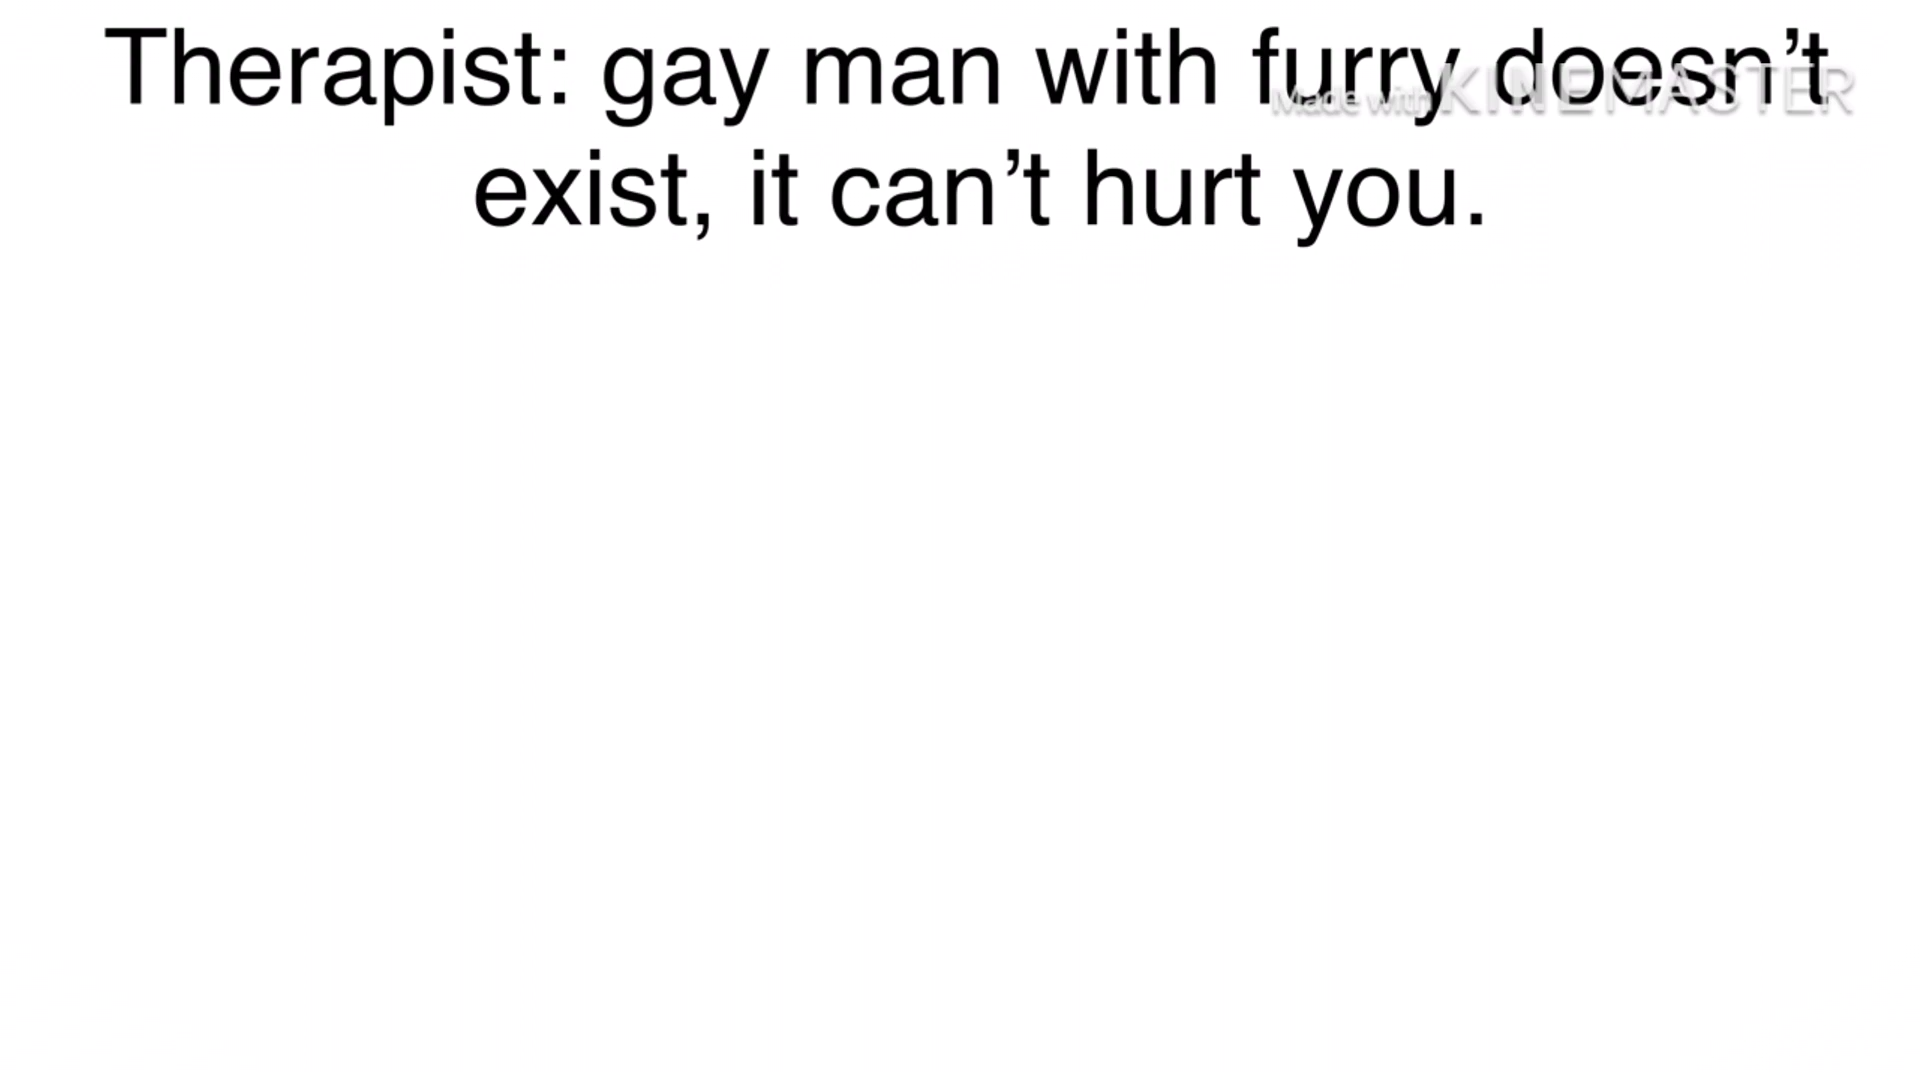 Therapist: gay man with furry doesn’t
Made with KINEMASTER
exist, it can’t hurt you.